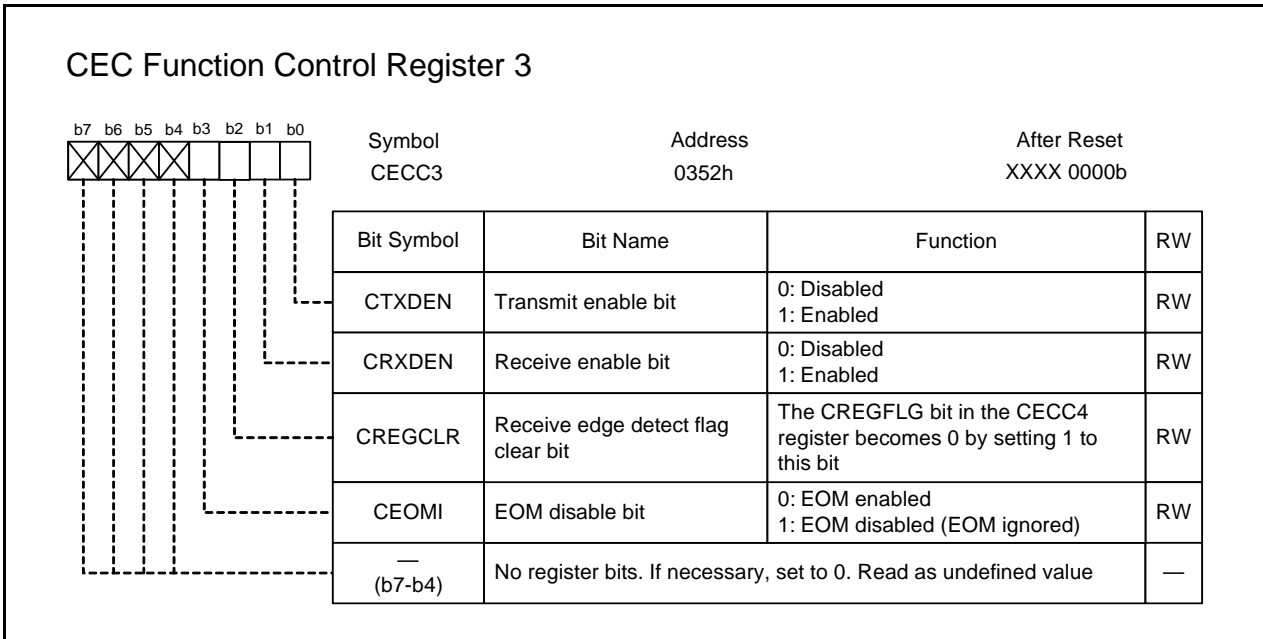 CEC Function Control Register 3
b7 b6 b5 b4 b3 b2 b1 b0
Symbol Address After Reset
CECC3 0352h XXXX 0000b
Bit Symbol Bit Name Function RW
CTXDEN Transmit enable bit 0: Disabled
1: Enabled RW
CRXDEN Receive enable bit 0: Disabled
1: Enabled RW
CREGCLR Receive edge detect flag
clear bit The CREGFLG bit in the CECC4
register becomes 0 by setting 1 to
this bit RW
CEOMI EOM disable bit 0: EOM enabled
1: EOM disabled (EOM ignored) RW
—
(b7-b4) No register bits. If necessary, set to 0. Read as undefined value —